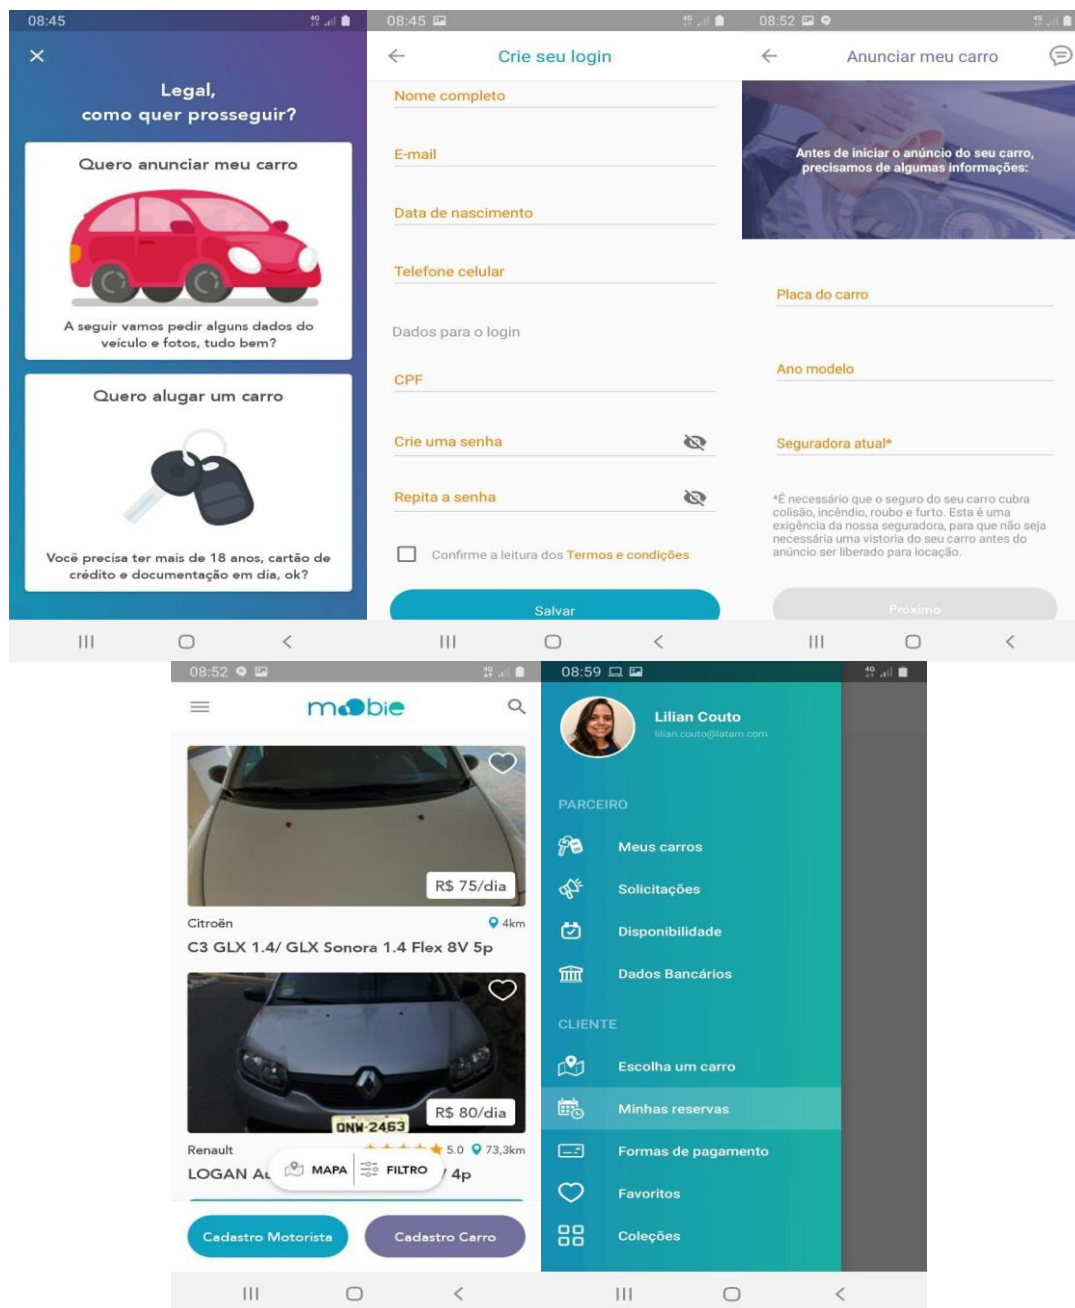 08:45
4G
×
Legal,
como quer prosseguir?
Quero anunciar meu carro
A seguir vamos pedir alguns dados do
veículo e fotos, tudo bem?
Quero alugar um carro
Você precisa ter mais de 18 anos, cartão de
crédito e documentação em dia, ok?
08:45
4G
Crie seu login
Nome completo
E-mail
Data de nascimento
Telefone celular
Dados para o login
CPF
Crie uma senha
Repita a senha
Confirme a leitura dos Termos e condições
Salvar
08:52
4G
Anunciar meu carro
Antes de iniciar o anúncio do seu carro,
precisamos de algumas informações:
Placa do carro
Ano modelo
Seguradora atual*
*É necessário que o seguro do seu carro cubra
colisão, incêndio, roubo e furto. Esta é uma
exigência da nossa seguradora, para que não seja
necessária uma vistoria do seu carro antes do
anúncio ser liberado para locação.
Próximo
08:52
4G
moobie
R$ 75/dia
Citroën 4km
C3 GLX 1.4/ GLX Sonora 1.4 Flex 8V 5p
R$ 80/dia
QNW-2463
Renault 5.0 73,3km
LOGAN / 4p
MAPA FILTRO
Cadastro Motorista Cadastro Carro
08:59
4G
Lilian Couto
lilian.couto@latam.com
PARCEIRO
Meus carros
Solicitações
Disponibilidade
Dados Bancários
CLIENTE
Escolha um carro
Minhas reservas
Formas de pagamento
Favoritos
Coleções